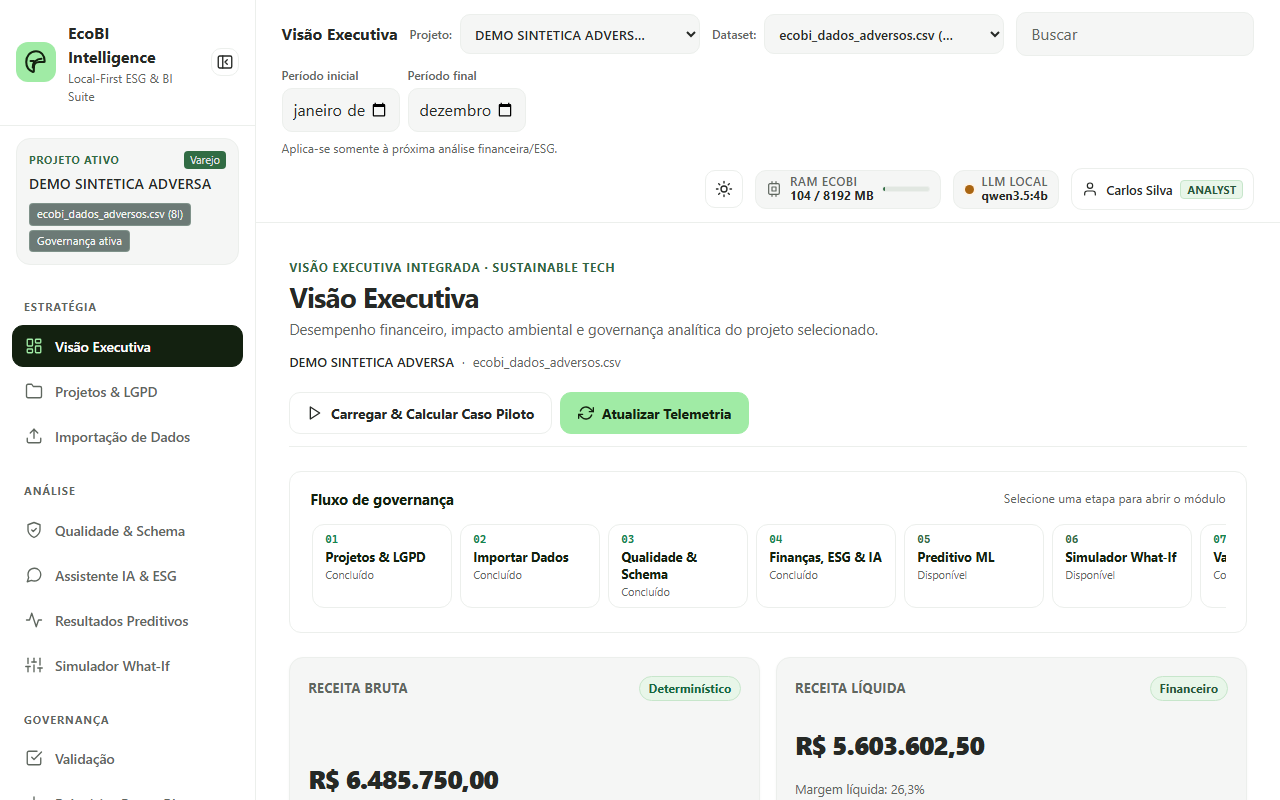 EcoBI
Intelligence
Local-First ESG & BI
Suite
PROJETO ATIVO
Varejo
DEMO SINTETICA ADVERSA
ecobi_dados_adversos.csv (8l)
Governança ativa
ESTRATÉGIA
Visão Executiva
Projetos & LGPD
Importação de Dados
ANÁLISE
Qualidade & Schema
Assistente IA & ESG
Resultados Preditivos
Simulador What-If
GOVERNANÇA
Validação
Visão Executiva
Projeto:
DEMO SINTETICA ADVERS...
Dataset:
ecobi_dados_adversos.csv (...
Buscar
Período inicial
Período final
janeiro de
dezembro
Aplica-se somente à próxima análise financeira/ESG.
RAM ECOBI
104 / 8192 MB
LLM LOCAL
qwen3.5:4b
Carlos Silva
ANALYST
VISÃO EXECUTIVA INTEGRADA · SUSTAINABLE TECH
Visão Executiva
Desempenho financeiro, impacto ambiental e governança analítica do projeto selecionado.
DEMO SINTETICA ADVERSA · ecobi_dados_adversos.csv
Carregar & Calcular Caso Piloto
Atualizar Telemetria
Fluxo de governança
Selecione uma etapa para abrir o módulo
01
Projetos & LGPD
Concluído
02
Importar Dados
Concluído
03
Qualidade &
Schema
Concluído
04
Finanças, ESG & IA
Concluído
05
Preditivo ML
Disponível
06
Simulador What-If
Disponível
07
Va
Co
RECEITA BRUTA
Determinístico
R$ 6.485.750,00
RECEITA LÍQUIDA
Financeiro
R$ 5.603.602,50
Margem líquida: 26,3%